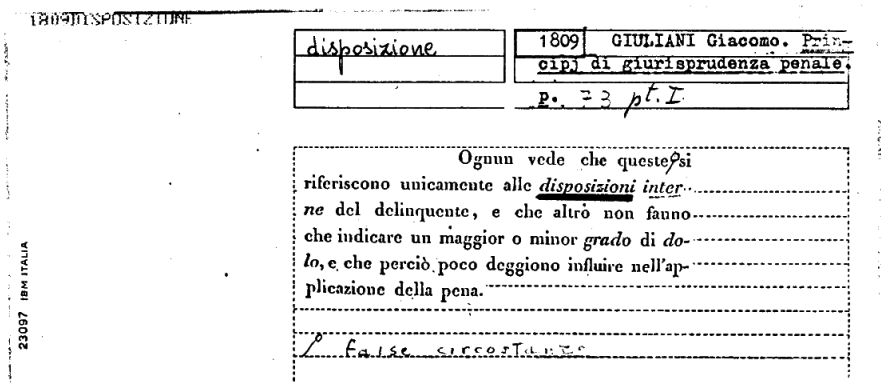 1809DISPOSIZIONE
disposizione
1809 GIULIANI Giacomo. Prin-
cipj di giurisprudenza penale.
p. 73 pt. I.
Ognun vede che queste si
riferiscono unicamente alle disposizioni inter-
ne del delinquente, e che altro non fanno
che indicare un maggior o minor grado di do-
lo, e che perciò poco deggiono influire nell'ap-
plicazione della pena.
false circostanze
23097 IBM ITALIA